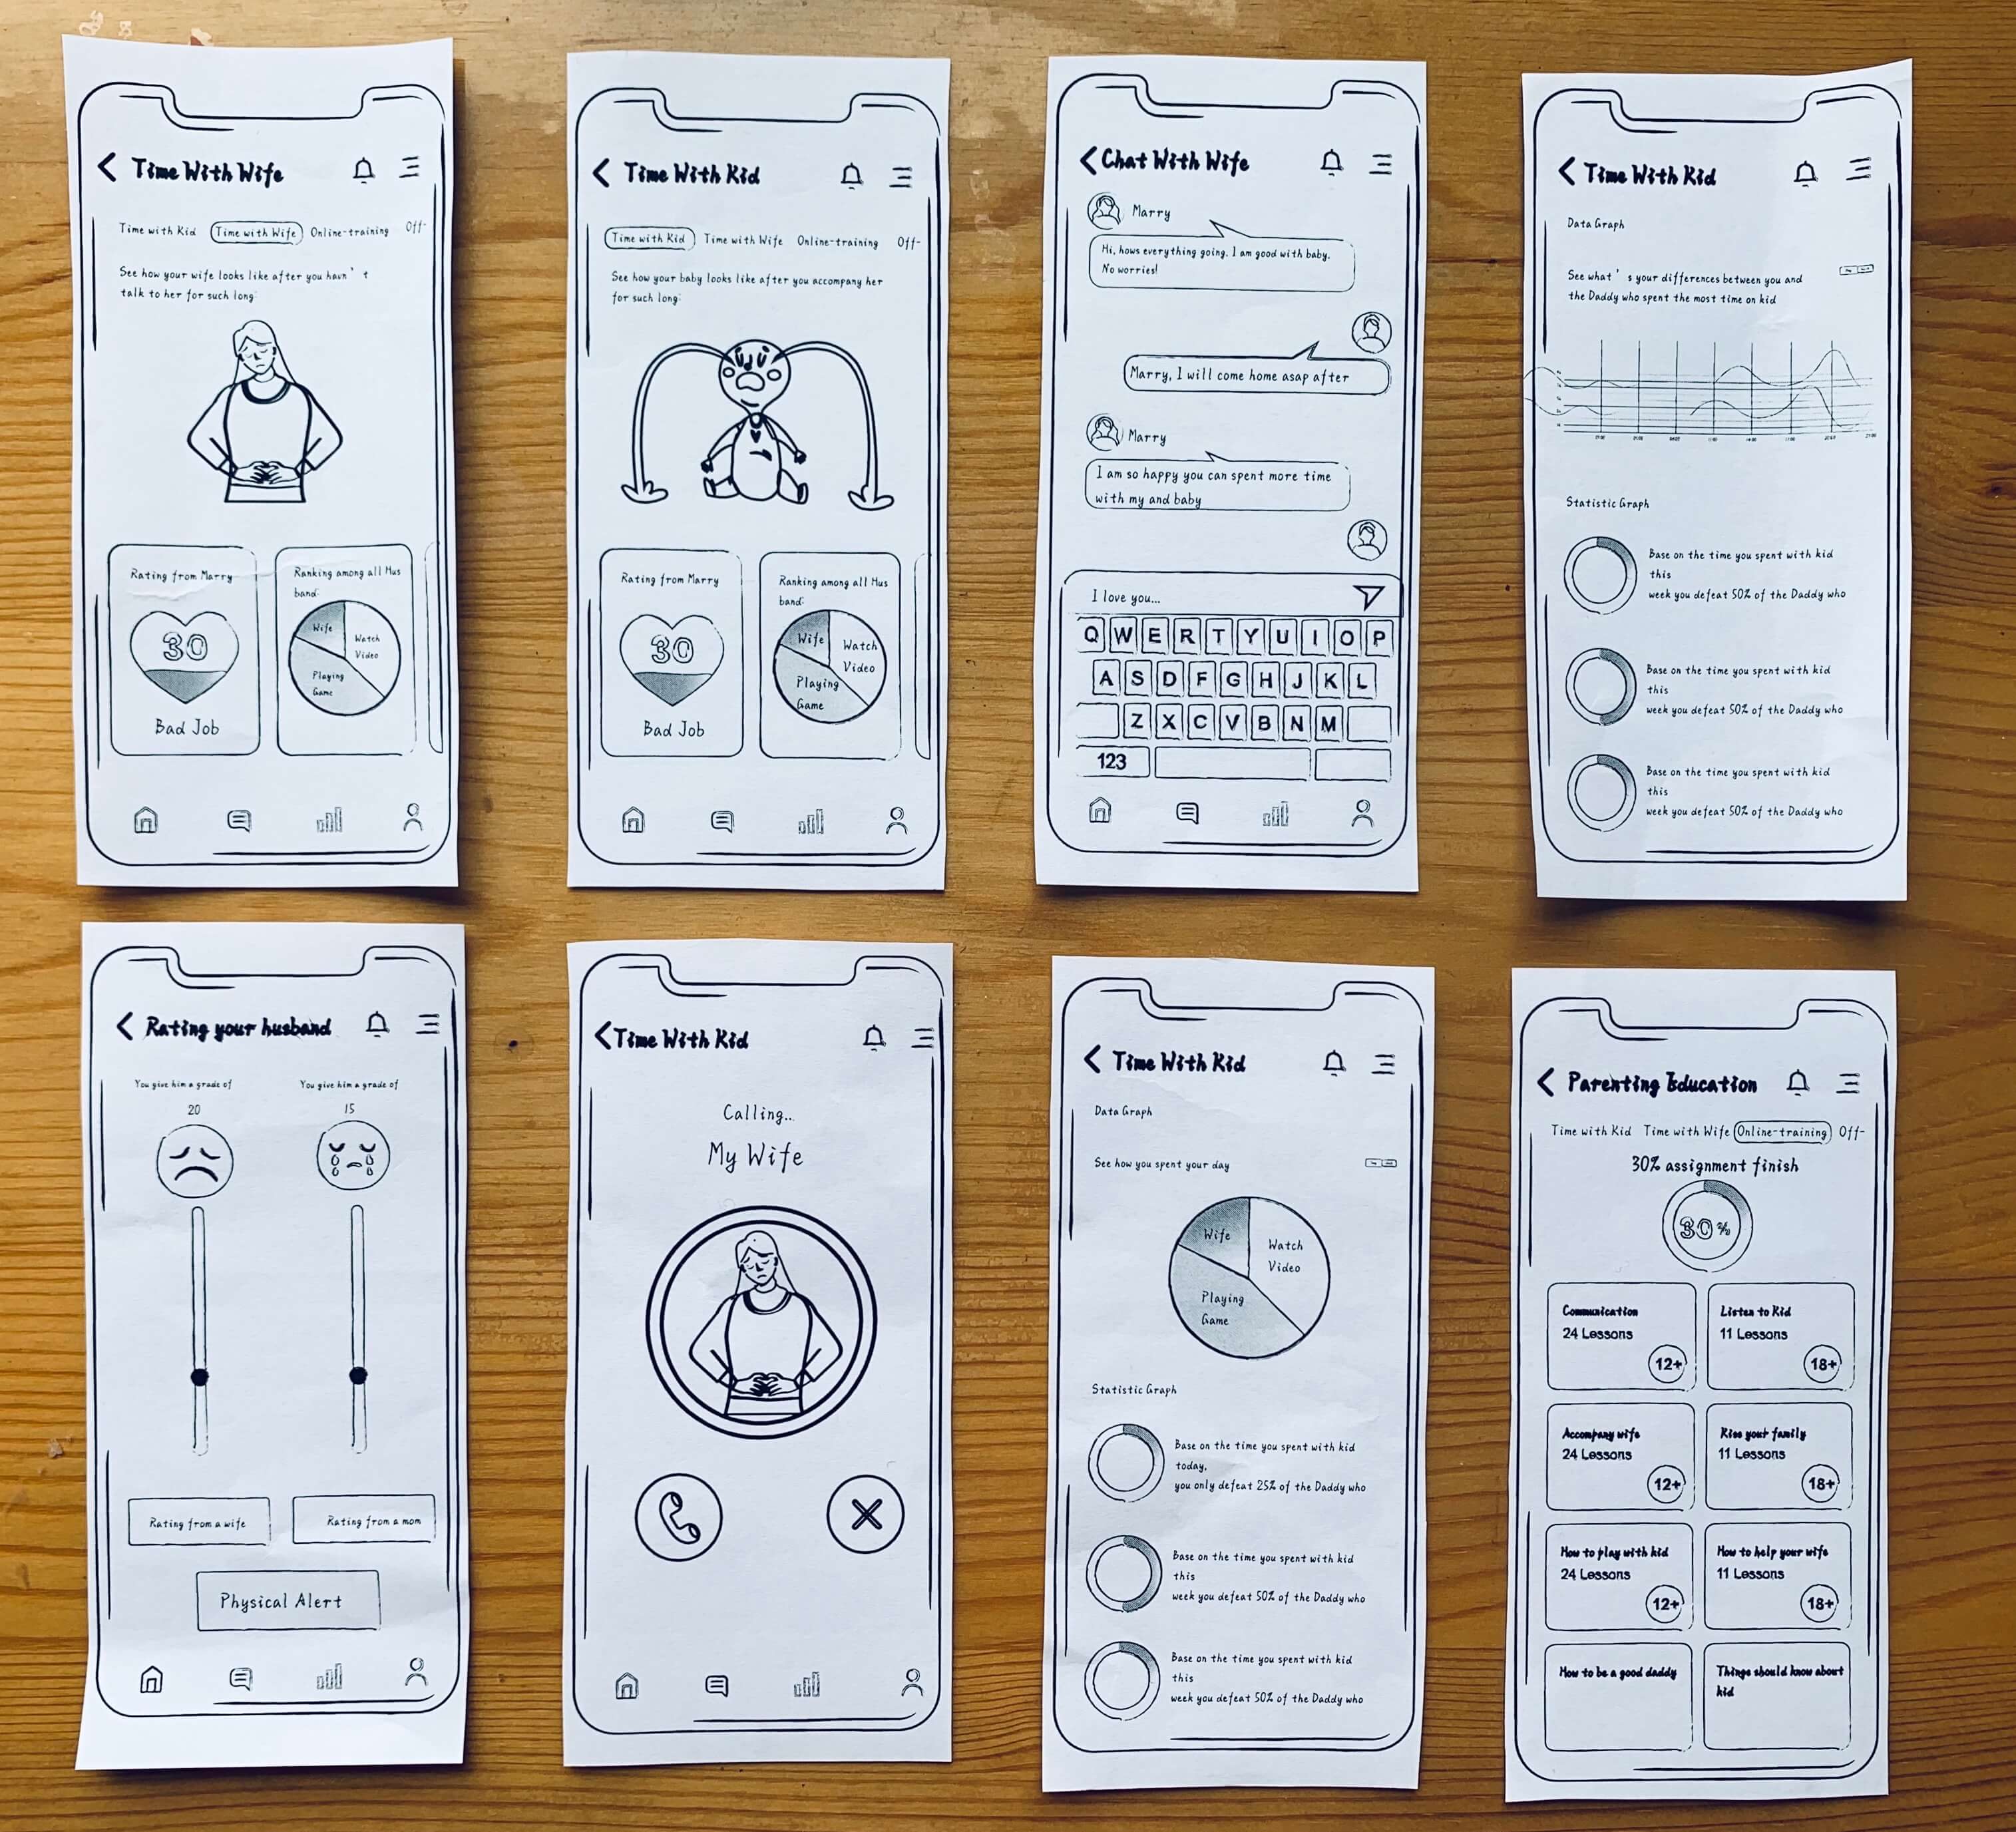 Time With Wife
Time with Kid Time with Wife Online-training Off-
See how your wife looks like after you havn't
talk to her for such long
Rating from Marry
30
Bad Job
Ranking among all Hus
band:
Wife
Watch
Video
Playing
Game
Time With Kid
Time with Kid Time with Wife Online-training Off-
See how your baby looks like after you accompany her
for such long
Rating from Marry
30
Bad Job
Ranking among all Hus
band:
Wife
Watch
Video
Playing
Game
Chat With Wife
Marry
Hi, hows everything going. I am good with baby.
No worries!
Marry, I will come home asap after
Marry
I am so happy you can spent more time
with my and baby
I love you...
Q W E R T Y U I O P
A S D F G H J K L
Z X C V B N M
123
Time With Kid
Data Graph
See what's your differences between you and
the Daddy who spent the most time on kid
Statistic Graph
Base on the time you spent with kid
this
week you defeat 50% of the Daddy who
Base on the time you spent with kid
this
week you defeat 50% of the Daddy who
Base on the time you spent with kid
this
week you defeat 50% of the Daddy who
Rating your husband
You give him a grade of
20
You give him a grade of
15
Rating from a wife
Rating from a mom
Physical Alert
Time With Kid
Calling..
My Wife
Time With Kid
Data Graph
See how you spent your day
Wife
Watch
Video
Playing
Game
Statistic Graph
Base on the time you spent with kid
today,
you only defeat 25% of the Daddy who
Base on the time you spent with kid
this
week you defeat 50% of the Daddy who
Base on the time you spent with kid
this
week you defeat 50% of the Daddy who
Parenting Education
Time with Kid Time with Wife Online-training Off-
30% assignment finish
30%
Communication
24 Lessons
12+
Listen to Kid
11 Lessons
18+
Accompany wife
24 Lessons
12+
Kiss your family
11 Lessons
18+
How to play with kid
24 Lessons
12+
How to help your wife
11 Lessons
18+
How to be a good daddy
Things should know about
kid